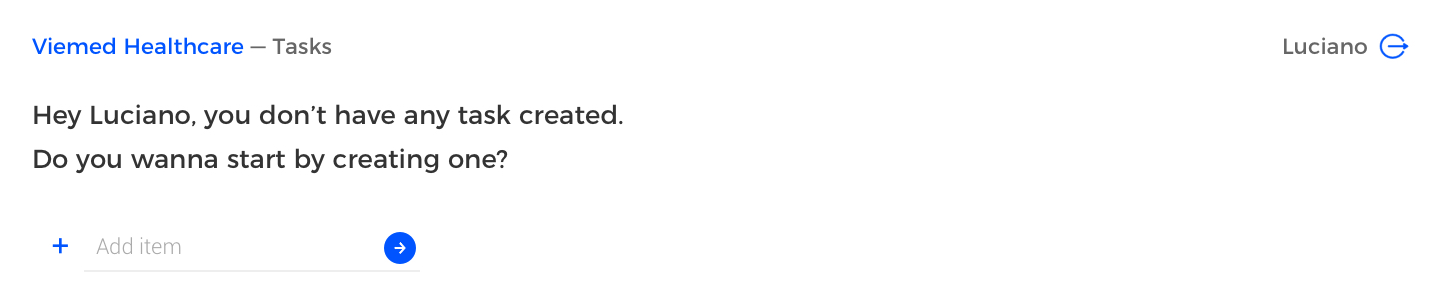 Viemed Healthcare — Tasks
Luciano
Hey Luciano, you don’t have any task created.
Do you wanna start by creating one?
+ Add item